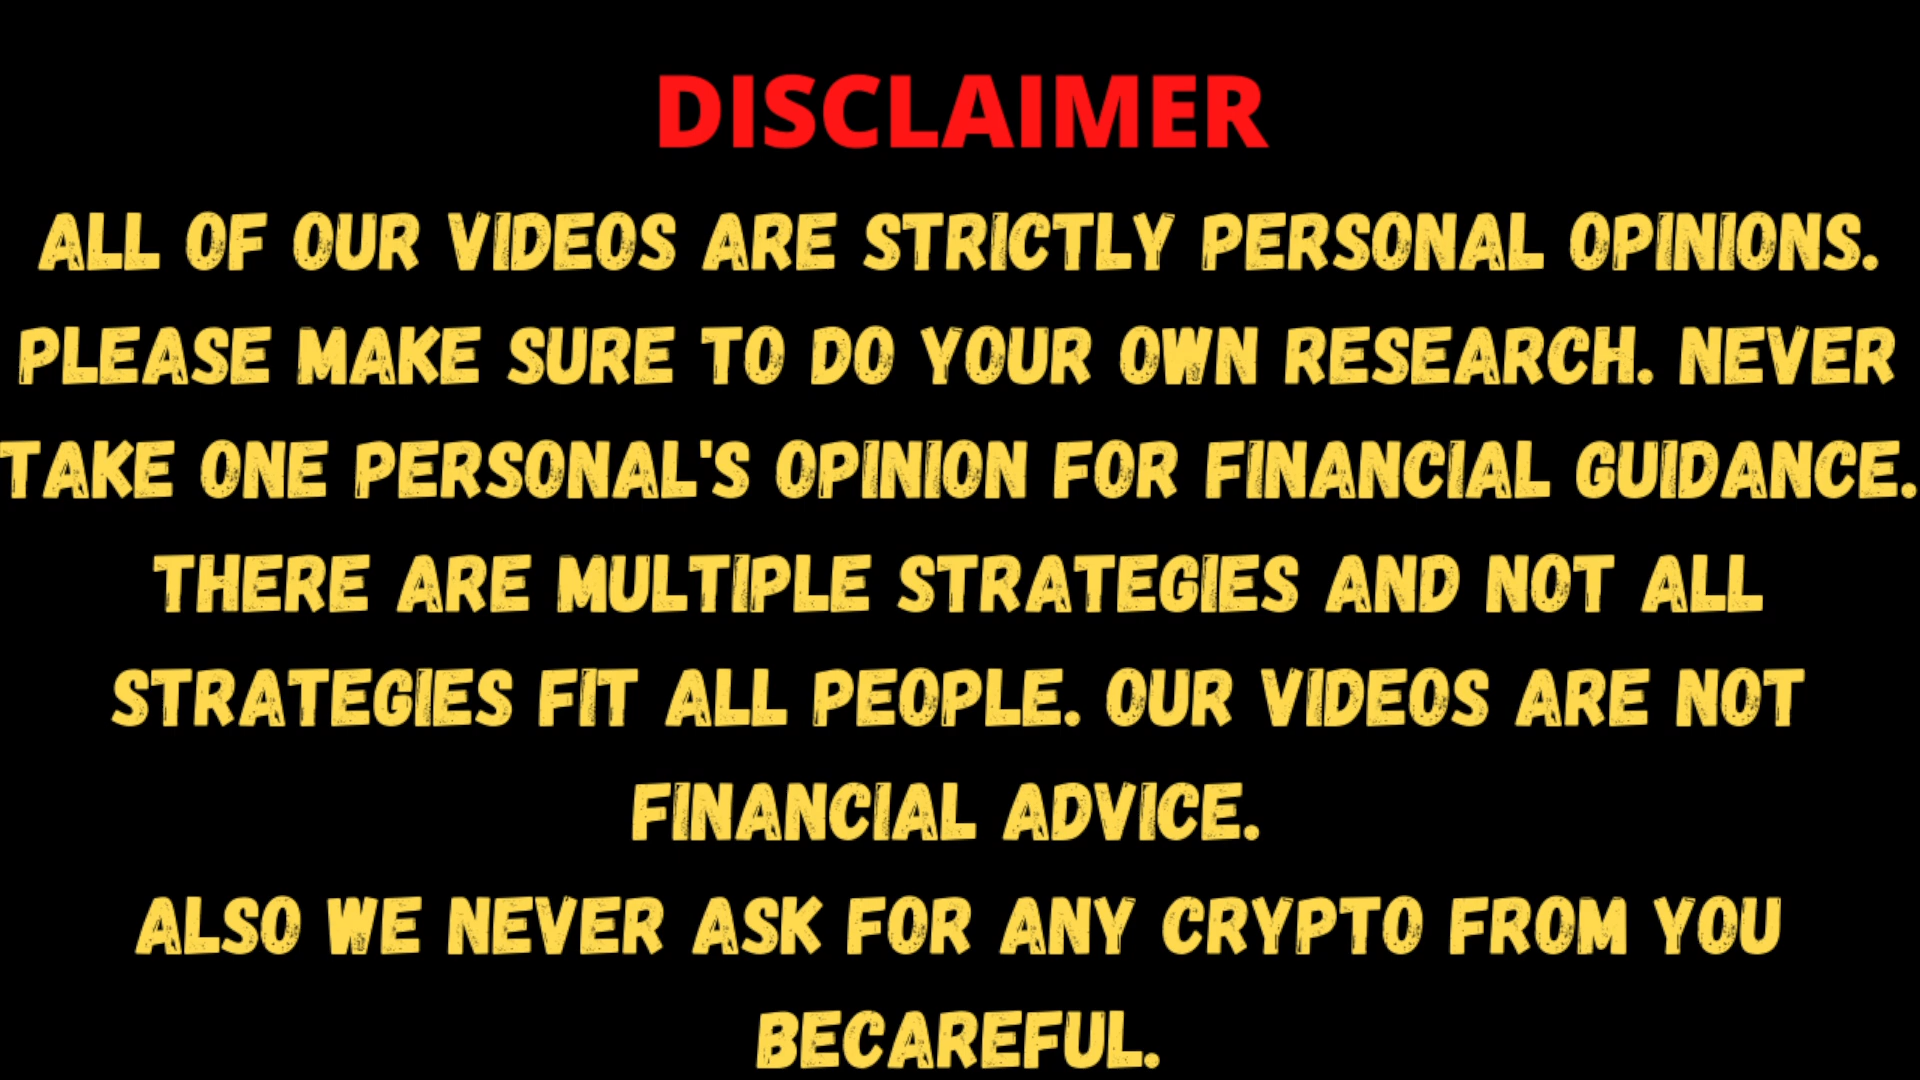 DISCLAIMER
ALL OF OUR VIDEOS ARE STRICTLY PERSONAL OPINIONS.
PLEASE MAKE SURE TO DO YOUR OWN RESEARCH. NEVER
TAKE ONE PERSONAL'S OPINION FOR FINANCIAL GUIDANCE.
THERE ARE MULTIPLE STRATEGIES AND NOT ALL
STRATEGIES FIT ALL PEOPLE. OUR VIDEOS ARE NOT
FINANCIAL ADVICE.
ALSO WE NEVER ASK FOR ANY CRYPTO FROM YOU
BECAREFUL.